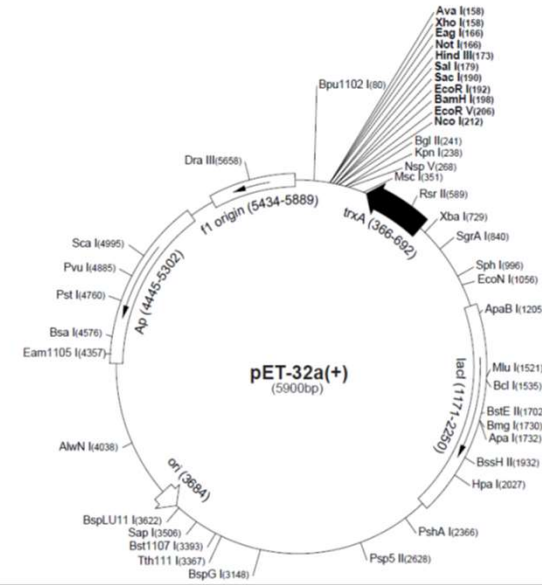 Ava I(158)
Xho I(158)
Eag I(166)
Not I(166)
Hind III(173)
Sal I(179)
Sac I(190)
EcoR I(192)
BamH I(198)
EcoR V(206)
Nco I(212)
Bpu1102 I(80)
Bgl II(241)
Kpn I(238)
Nsp V(268)
Msc I(351)
Rsr II(589)
Xba I(729)
SgrA I(840)
Sph I(996)
EcoN I(1056)
ApaB I(1205
Mlu I(1521)
Bcl I(1535)
BstE II(1702
Bmg I(1730)
Apa I(1732)
BssH II(1932)
Hpa I(2027)
PshA I(2366)
Psp5 II(2628)
BspG I(3148)
Tth111 I(3367)
Bst1107 I(3393)
Sap I(3506)
BspLU11 I(3622)
AlwN I(4038)
Eam1105 I(4357)
Bsa I(4576)
Pst I(4760)
Pvu I(4885)
Sca I(4995)
Dra III(5658)
f1 origin (5434-5889)
trxA (366-692)
Ap (4445-5302)
lacI (1171-2250)
ori (3684)
pET-32a(+)
(5900bp)